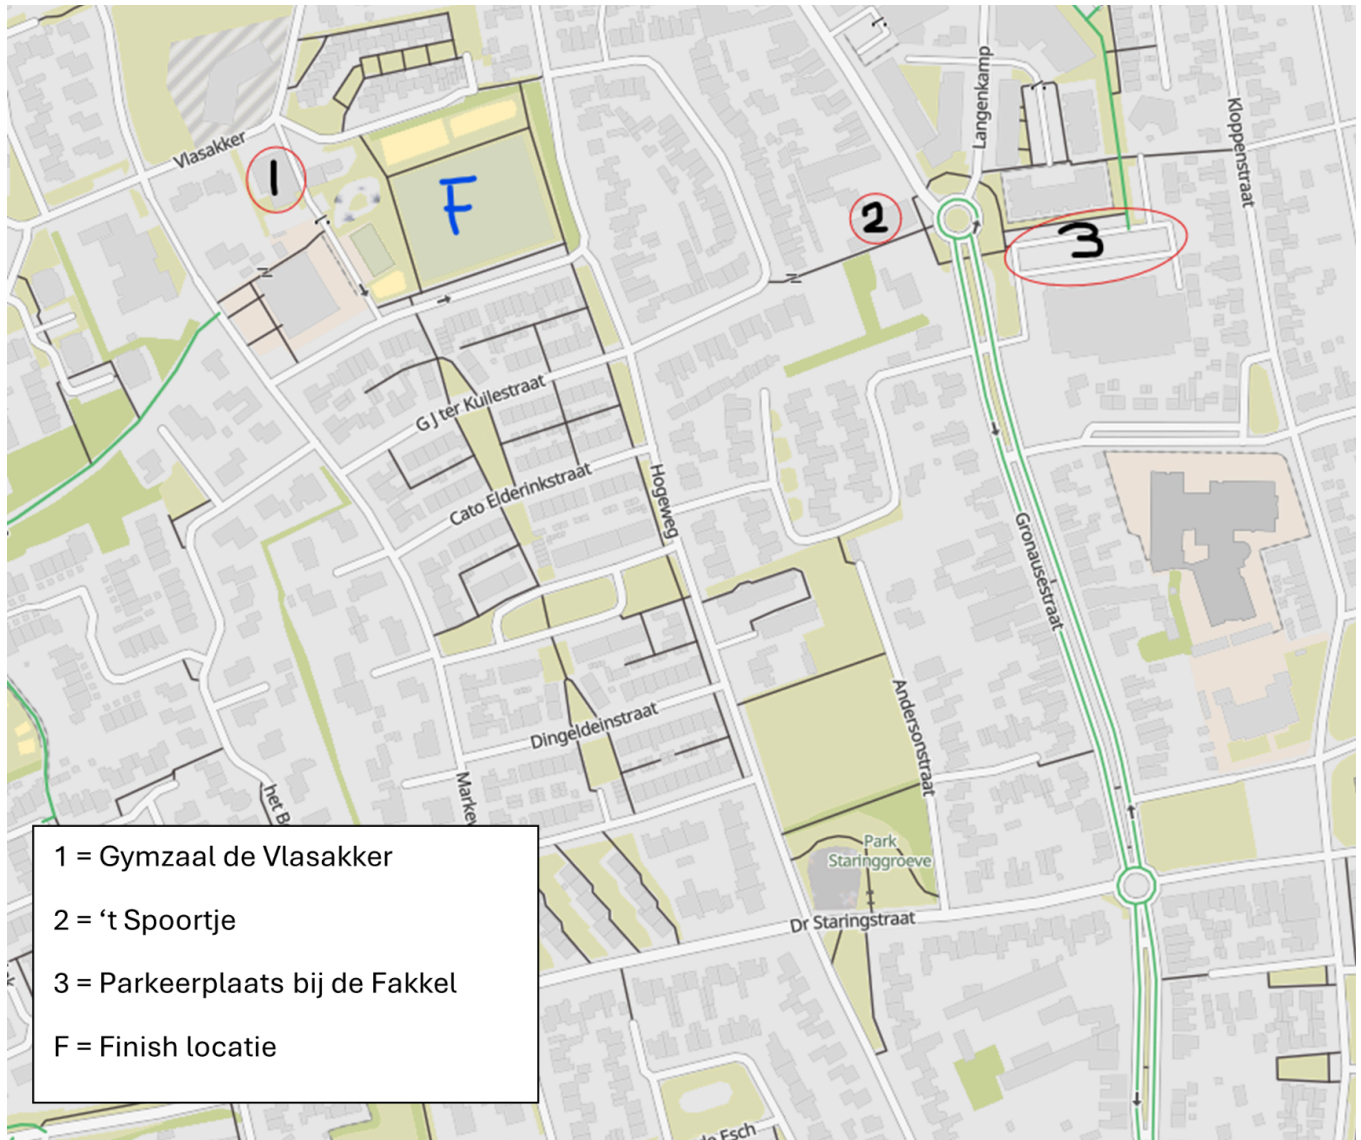 Vlasakker
1
F
Langenkamp
Kloppenstraat
2
3
G J ter Kuilestraat
Cato Elderinkstraat
Hogeweg
Gronausestraat
Dingeldeinstraat
Andersonstraat
Park
Staringgroeve
Dr Staringstraat
1 = Gymzaal de Vlasakker
2 = ‘t Spoortje
3 = Parkeerplaats bij de Fakkel
F = Finish locatie